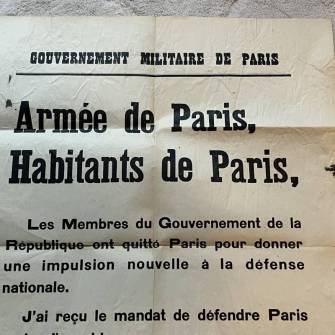 GOUVERNEMENT MILITAIRE DE PARIS
Armée de Paris,
Habitants de Paris,
Les Membres du Gouvernement de la
République ont quitté Paris pour donner
une impulsion nouvelle à la défense
nationale.
J'ai reçu le mandat de défendre Paris